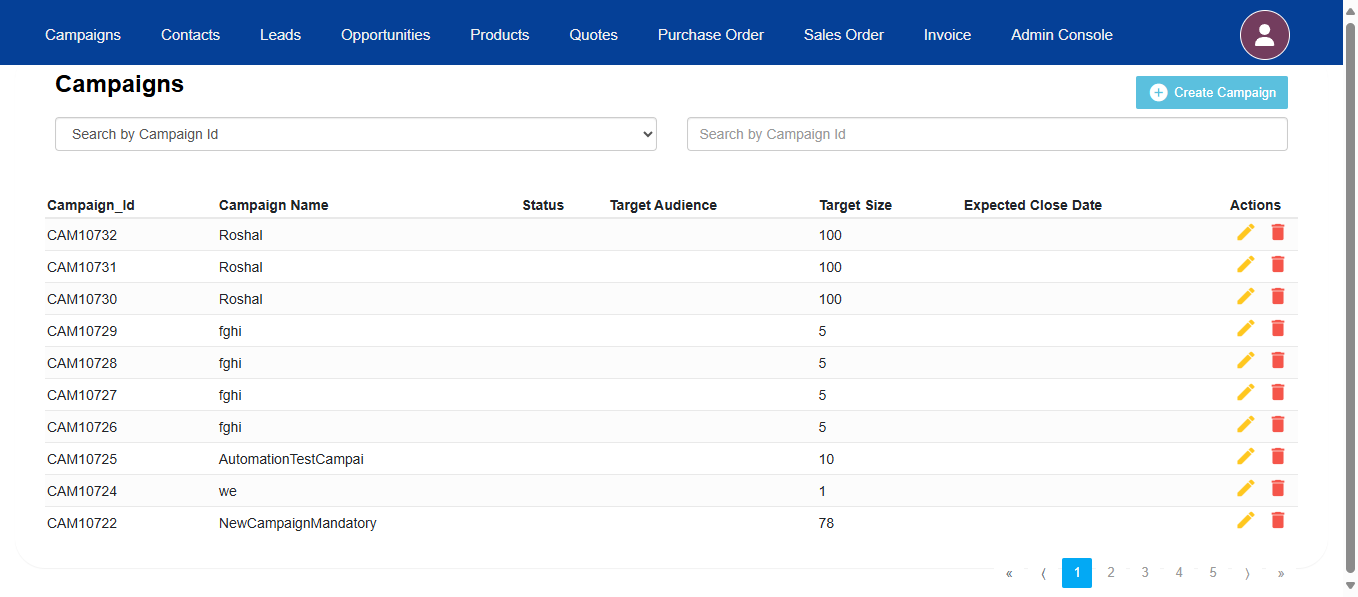 Campaigns Contacts Leads Opportunities Products Quotes Purchase Order Sales Order Invoice Admin Console
Campaigns
Create Campaign
Search by Campaign Id Search by Campaign Id
Campaign_Id Campaign Name Status Target Audience Target Size Expected Close Date Actions
CAM10732 Roshal 100
CAM10731 Roshal 100
CAM10730 Roshal 100
CAM10729 fghi 5
CAM10728 fghi 5
CAM10727 fghi 5
CAM10726 fghi 5
CAM10725 AutomationTestCampai 10
CAM10724 we 1
CAM10722 NewCampaignMandatory 78
« ⟨ 1 2 3 4 5 ⟩ »